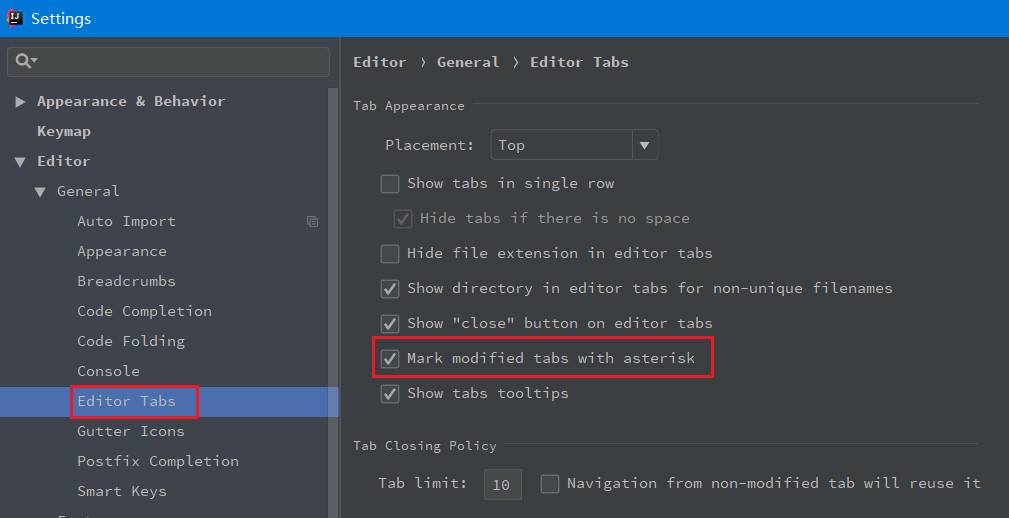 Settings
Appearance & Behavior
Keymap
Editor
General
Auto Import
Appearance
Breadcrumbs
Code Completion
Code Folding
Console
Editor Tabs
Gutter Icons
Postfix Completion
Smart Keys
Editor › General › Editor Tabs
Tab Appearance
Placement: Top
Show tabs in single row
Hide tabs if there is no space
Hide file extension in editor tabs
Show directory in editor tabs for non-unique filenames
Show "close" button on editor tabs
Mark modified tabs with asterisk
Show tabs tooltips
Tab Closing Policy
Tab limit: 10 Navigation from non-modified tab will reuse it